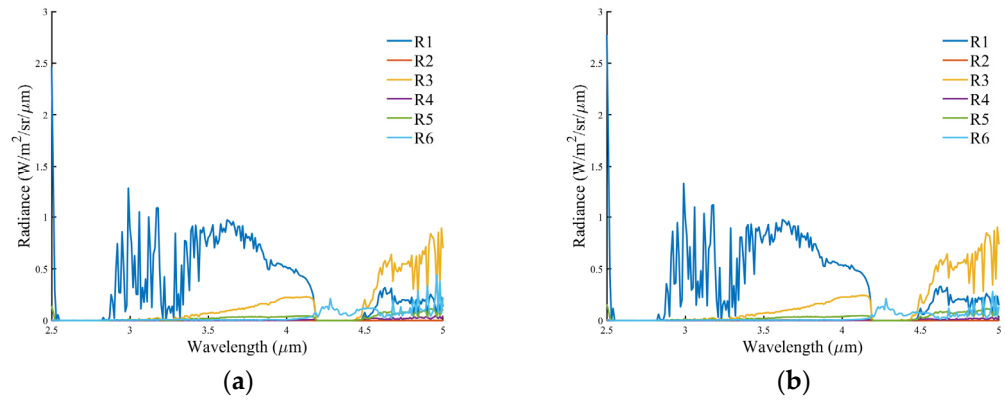 3
2.5
2
1.5
1
0.5
0
2.5 3 3.5 4 4.5 5
Radiance (W/m²/sr/μm)
Wavelength (μm)
R1
R2
R3
R4
R5
R6
(a)
3
2.5
2
1.5
1
0.5
0
2.5 3 3.5 4 4.5 5
Radiance (W/m²/sr/μm)
Wavelength (μm)
R1
R2
R3
R4
R5
R6
(b)